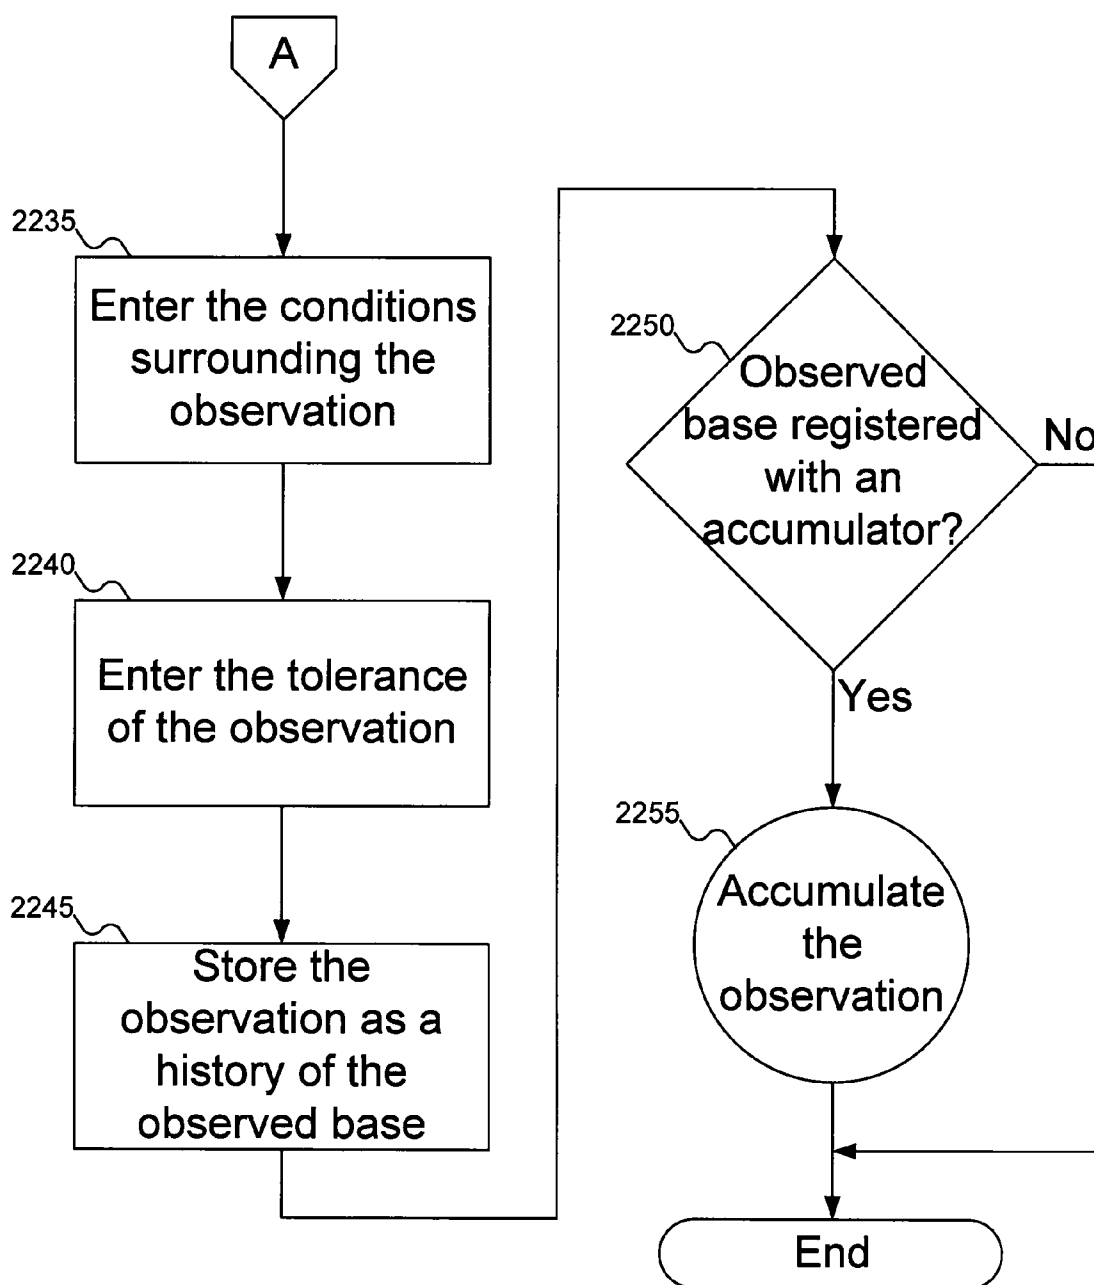 A
2235
Enter the conditions
surrounding the
observation
2240
Enter the tolerance
of the observation
2245
Store the
observation as a
history of the
observed base
2250
Observed
base registered
with an
accumulator?
No
Yes
2255
Accumulate
the
observation
End